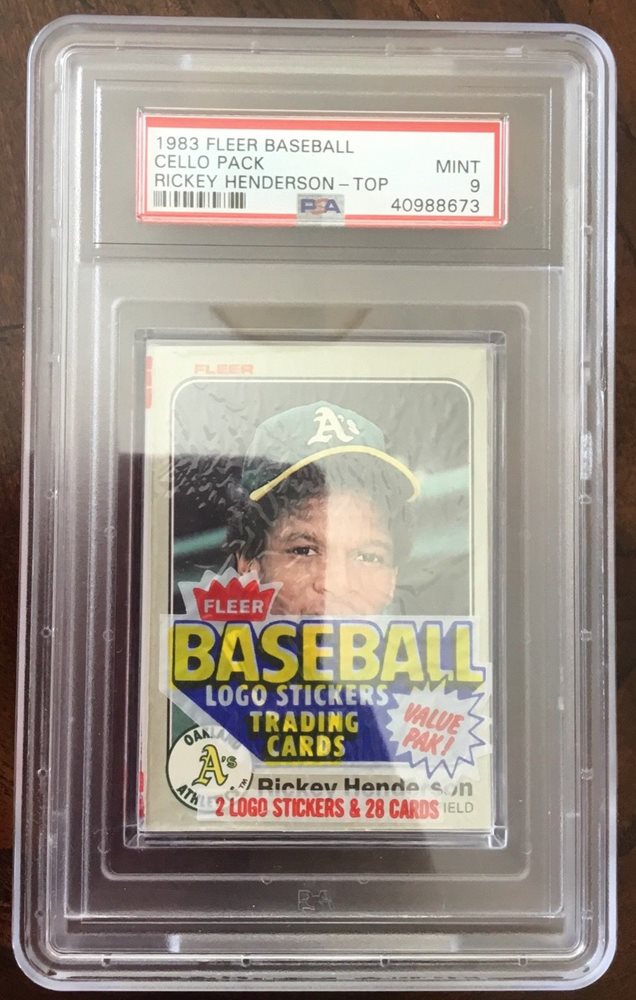 1983 FLEER BASEBALL
CELLO PACK MINT
RICKEY HENDERSON - TOP 9
PSA 40988673
FLEER
A's
FLEER
BASEBALL
LOGO STICKERS
TRADING
CARDS
VALUE
PAK!
OAKLAND
A's
Rickey Henderson
2 LOGO STICKERS & 28 CARDS